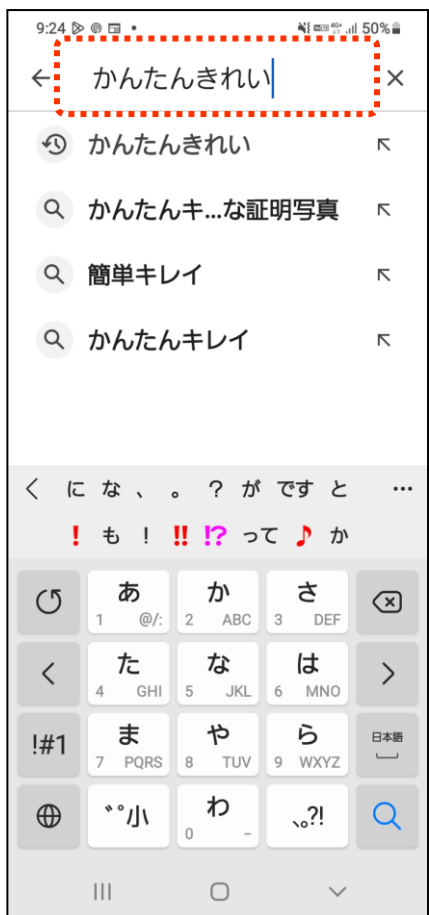 9:24 50%
かんたんきれい
かんたんきれい
かんたんキ...な証明写真
簡単キレイ
かんたんキレイ
に な 、 。 ? が です と ...
! も ! !! !? って ♪ か
あ か さ
1 @/: 2 ABC 3 DEF
た な は
4 GHI 5 JKL 6 MNO
!#1 ま や ら 日本語
7 PQRS 8 TUV 9 WXYZ
゛゜小 わ 、。?!
0 -